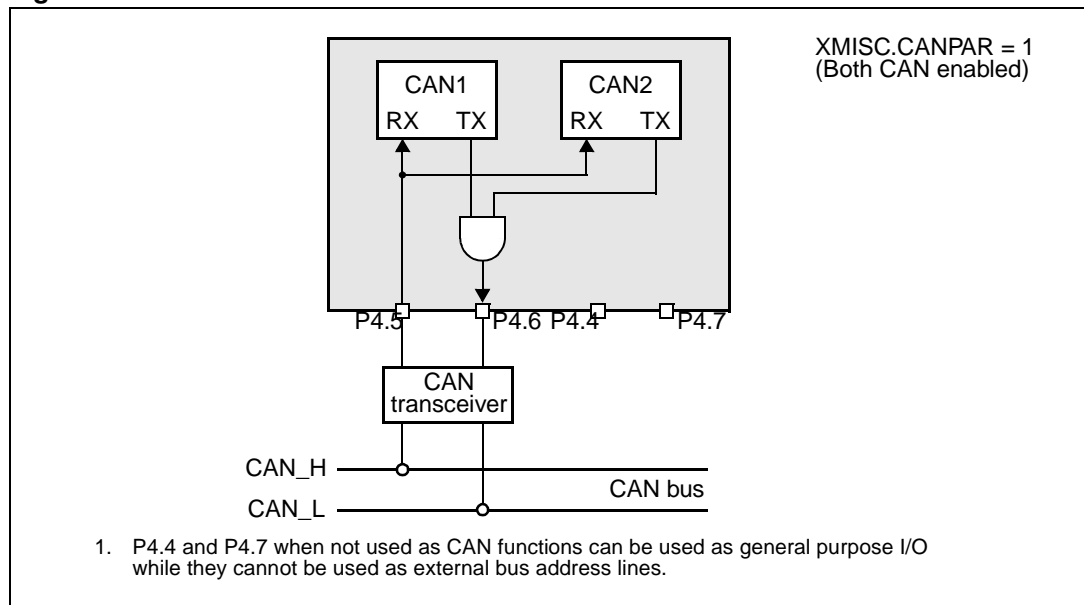 XMISC.CANPAR = 1
(Both CAN enabled)
CAN1
CAN2
RX TX
RX TX
P4.5
P4.6
P4.4
P4.7
CAN
transceiver
CAN_H
CAN bus
CAN_L
1. P4.4 and P4.7 when not used as CAN functions can be used as general purpose I/O
while they cannot be used as external bus address lines.